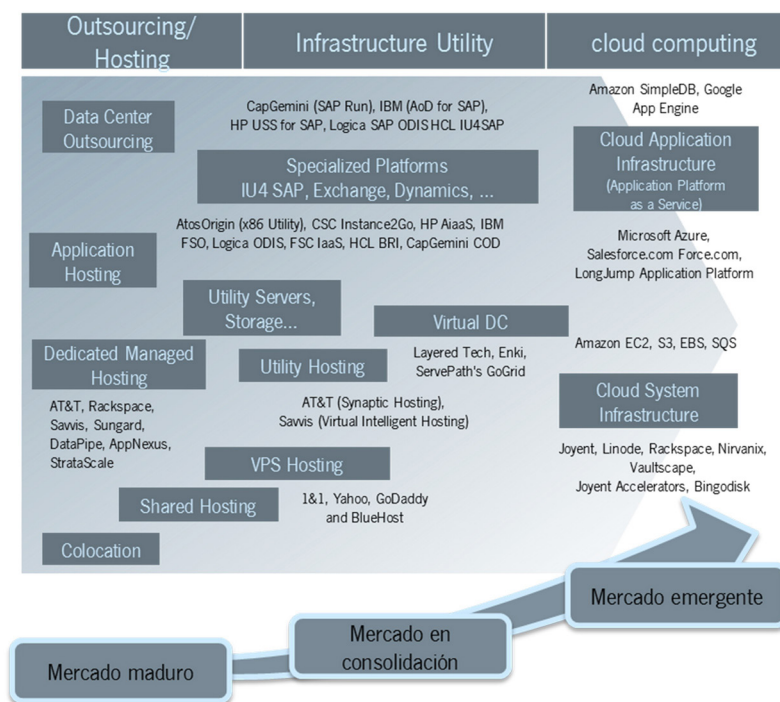 Outsourcing/
Hosting
Infrastructure Utility
cloud computing
Data Center
Outsourcing
CapGemini (SAP Run), IBM (AoD for SAP),
HP USS for SAP, Logica SAP ODIS HCL IU4SAP
Amazon SimpleDB, Google
App Engine
Specialized Platforms
IU4 SAP, Exchange, Dynamics, ...
Cloud Application
Infrastructure
(Application Platform
as a Service)
AtosOrigin (x86 Utility), CSC Instance2Go, HP AiaaS, IBM
FSO, Logica ODIS, FSC IaaS, HCL BRI, CapGemini COD
Application
Hosting
Microsoft Azure,
Salesforce.com Force.com,
LongJump Application Platform
Utility Servers,
Storage...
Virtual DC
Dedicated Managed
Hosting
Utility Hosting
Layered Tech, Enki,
ServePath's GoGrid
Amazon EC2, S3, EBS, SQS
Cloud System
Infrastructure
AT&T, Rackspace,
Savvis, Sungard,
DataPipe, AppNexus,
StrataScale
AT&T (Synaptic Hosting),
Savvis (Virtual Intelligent Hosting)
VPS Hosting
Joyent, Linode, Rackspace, Nirvanix,
Vaultscape,
Joyent Accelerators, Bingodisk
Shared Hosting
1&1, Yahoo, GoDaddy
and BlueHost
Colocation
Mercado emergente
Mercado en
consolidación
Mercado maduro